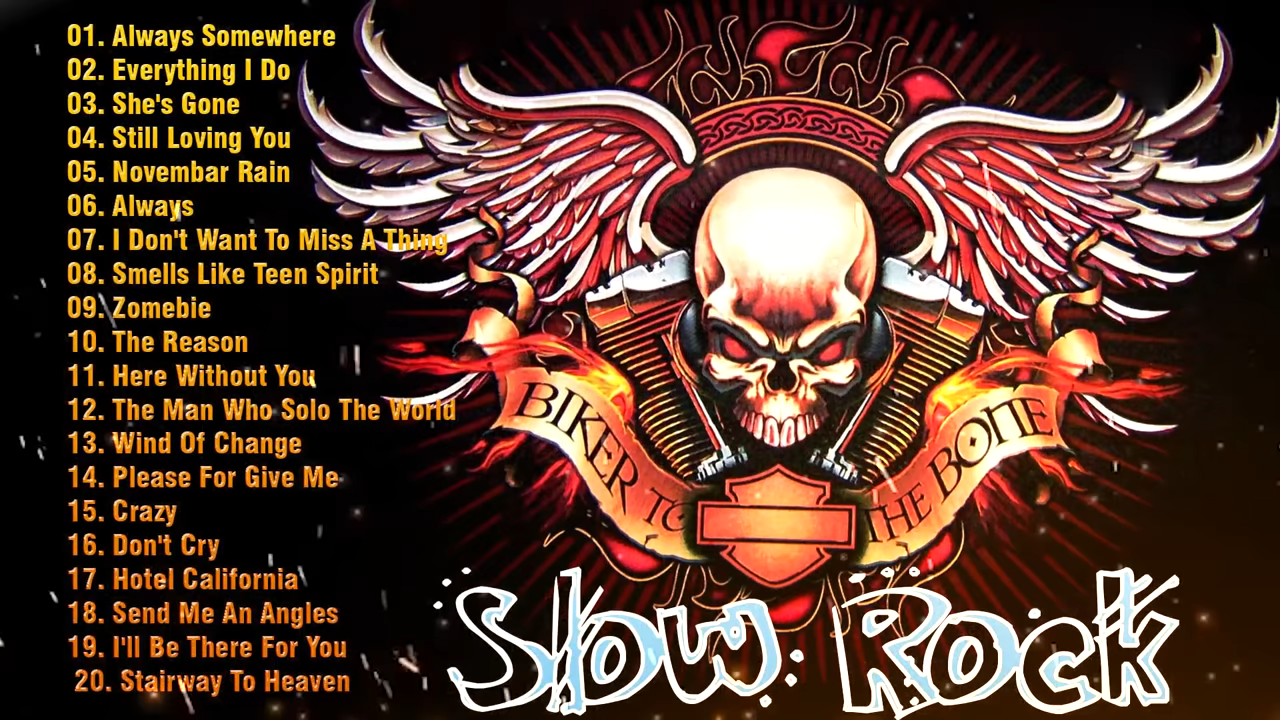 01. Always Somewhere
02. Everything I Do
03. She's Gone
04. Still Loving You
05. Novembar Rain
06. Always
07. I Don't Want To Miss A Thing
08. Smells Like Teen Spirit
09. Zomebie
10. The Reason
11. Here Without You
12. The Man Who Solo The World
13. Wind Of Change
14. Please For Give Me
15. Crazy
16. Don't Cry
17. Hotel California
18. Send Me An Angles
19. I'll Be There For You
20. Stairway To Heaven
BIKER TO THE BONE
Slow Rock